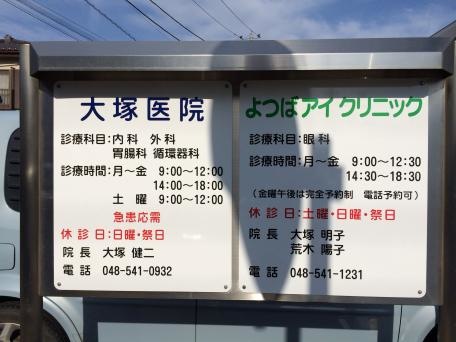 大塚医院
診療科目:内科 外科
胃腸科 循環器科
診療時間:月〜金 9:00〜12:00
14:00〜18:00
土 曜 9:00〜12:00
急患応需
休 診 日:日曜・祭日
院 長 大塚 健二
電 話 048-541-0932
よつばアイクリニック
診療科目:眼 科
診療時間:月〜金 9:00〜12:30
14:30〜18:30
(金曜午後は完全予約制 電話予約可)
休 診 日:土曜・日曜・祭日
院 長 大塚 明子
荒木 陽子
電 話 048-541-1231